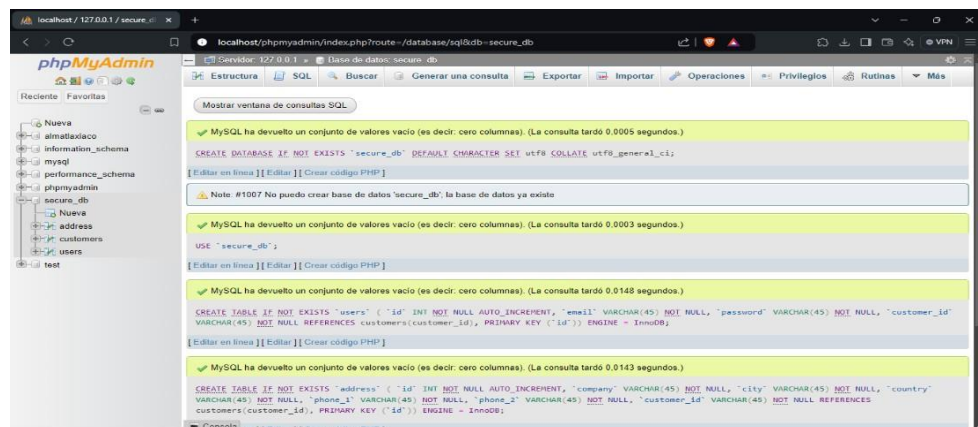 localhost / 127.0.0.1 / secure_d
localhost/phpmyadmin/index.php?route=/database/sql&db=secure_db
VPN
phpMyAdmin
Reciente Favoritas
Nueva
almatlaxiaco
information_schema
mysql
performance_schema
phpmyadmin
secure_db
Nueva
address
customers
users
test
Servidor: 127.0.0.1 » Base de datos: secure_db
Estructura SQL Buscar Generar una consulta Exportar Importar Operaciones Privilegios Rutinas Más
Mostrar ventana de consultas SQL
MySQL ha devuelto un conjunto de valores vacío (es decir: cero columnas). (La consulta tardó 0,0005 segundos.)
CREATE DATABASE IF NOT EXISTS `secure_db` DEFAULT CHARACTER SET utf8 COLLATE utf8_general_ci;
[ Editar en línea ] [ Editar ] [ Crear código PHP ]
Note: #1007 No puedo crear base de datos 'secure_db'; la base de datos ya existe
MySQL ha devuelto un conjunto de valores vacío (es decir: cero columnas). (La consulta tardó 0,0003 segundos.)
USE `secure_db`;
[ Editar en línea ] [ Editar ] [ Crear código PHP ]
MySQL ha devuelto un conjunto de valores vacío (es decir: cero columnas). (La consulta tardó 0,0148 segundos.)
CREATE TABLE IF NOT EXISTS `users` ( `id` INT NOT NULL AUTO_INCREMENT, `email` VARCHAR(45) NOT NULL, `password` VARCHAR(45) NOT NULL, `customer_id`
VARCHAR(45) NOT NULL REFERENCES customers(customer_id), PRIMARY KEY (`id`)) ENGINE = InnoDB;
[ Editar en línea ] [ Editar ] [ Crear código PHP ]
MySQL ha devuelto un conjunto de valores vacío (es decir: cero columnas). (La consulta tardó 0,0143 segundos.)
CREATE TABLE IF NOT EXISTS `address` ( `id` INT NOT NULL AUTO_INCREMENT, `company` VARCHAR(45) NOT NULL, `city` VARCHAR(45) NOT NULL, `country`
VARCHAR(45) NOT NULL, `phone_1` VARCHAR(45) NOT NULL, `phone_2` VARCHAR(45) NOT NULL, `customer_id` VARCHAR(45) NOT NULL REFERENCES
customers(customer_id), PRIMARY KEY (`id`)) ENGINE = InnoDB;
Consola